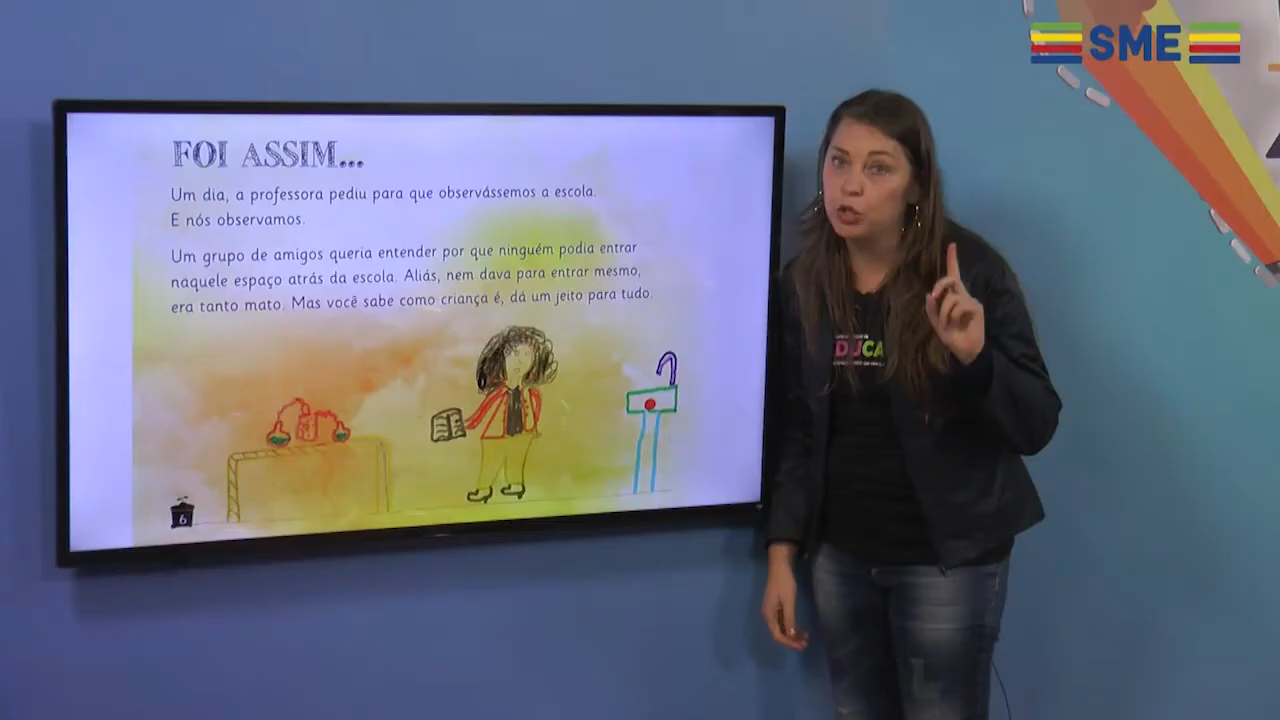 SME
FOI ASSIM...
Um dia, a professora pediu para que observássemos a escola.
E nós observamos.
Um grupo de amigos queria entender por que ninguém podia entrar
naquele espaço atrás da escola. Aliás, nem dava para entrar mesmo,
era tanto mato. Mas você sabe como criança é, dá um jeito para tudo.
6
DUCA